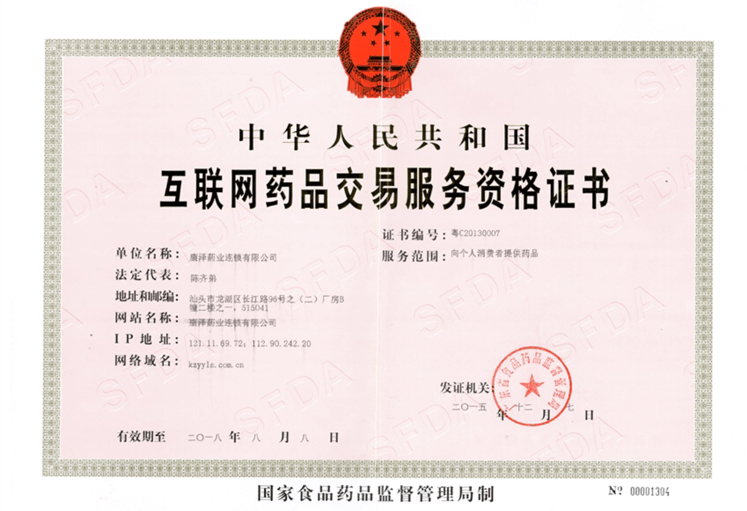 中华人民共和国
互联网药品交易服务资格证书
证书编号：粤C20130007
服务范围：向个人消费者提供药品
单位名称：康泽药业连锁有限公司
法定代表：陈齐弟
地址和邮编：汕头市龙湖区长江路96号之（二）厂房B
幢二楼之一，515041
网站名称：康泽药业连锁有限公司
IP地址：121.11.69.72；112.90.242.20
网络域名：kzyyls.com.cn
发证机关：
广东省食品药品监督管理局
二〇一五年十二月七日
有效期至 二〇一八年八月八日
国家食品药品监督管理局制
№ 00001304
SFDA